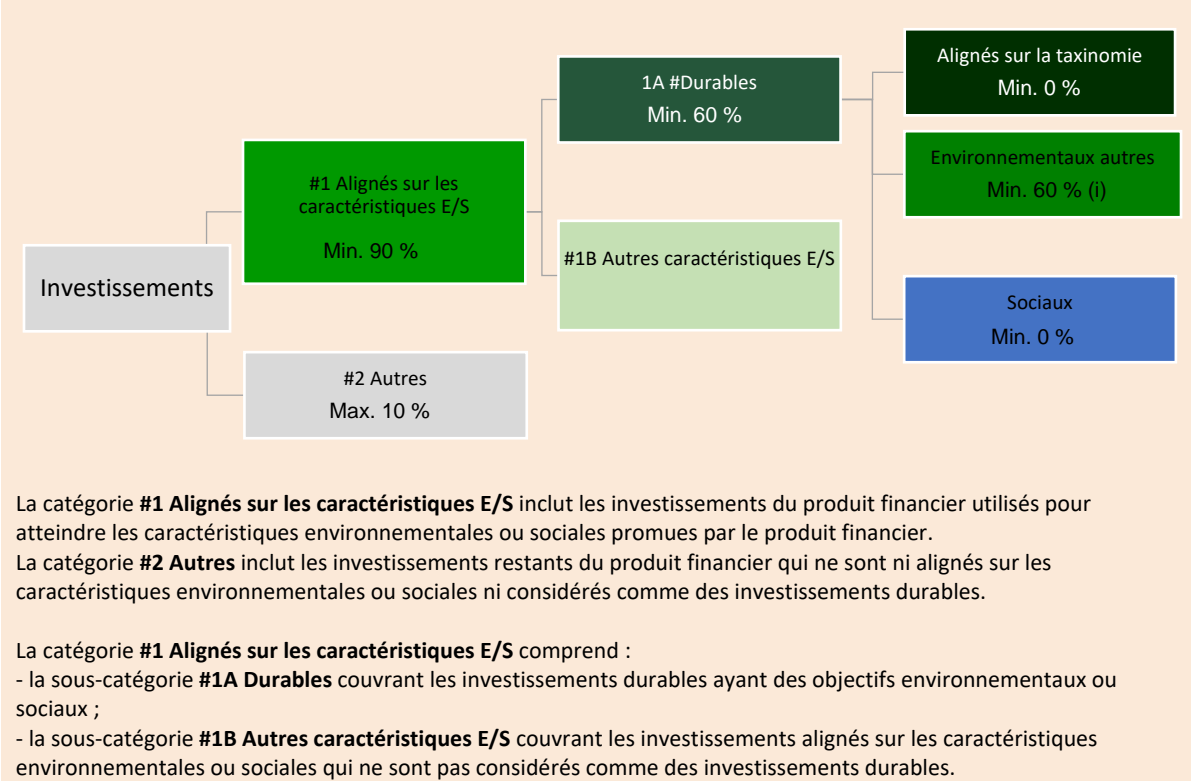 Alignés sur la taxinomie
Min. 0 %
1A #Durables
Min. 60 %
Environnementaux autres
Min. 60 % (i)
#1 Alignés sur les
caractéristiques E/S
Min. 90 %
#1B Autres caractéristiques E/S
Investissements
Sociaux
Min. 0 %
#2 Autres
Max. 10 %
La catégorie #1 Alignés sur les caractéristiques E/S inclut les investissements du produit financier utilisés pour
atteindre les caractéristiques environnementales ou sociales promues par le produit financier.
La catégorie #2 Autres inclut les investissements restants du produit financier qui ne sont ni alignés sur les
caractéristiques environnementales ou sociales ni considérés comme des investissements durables.
La catégorie #1 Alignés sur les caractéristiques E/S comprend :
- la sous-catégorie #1A Durables couvrant les investissements durables ayant des objectifs environnementaux ou
sociaux ;
- la sous-catégorie #1B Autres caractéristiques E/S couvrant les investissements alignés sur les caractéristiques
environnementales ou sociales qui ne sont pas considérés comme des investissements durables.